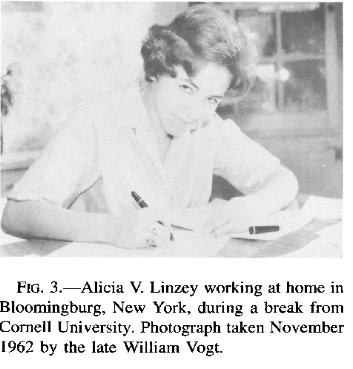 FIG. 3.—Alicia V. Linzey working at home in
Bloomingburg, New York, during a break from
Cornell University. Photograph taken November
1962 by the late William Vogt.